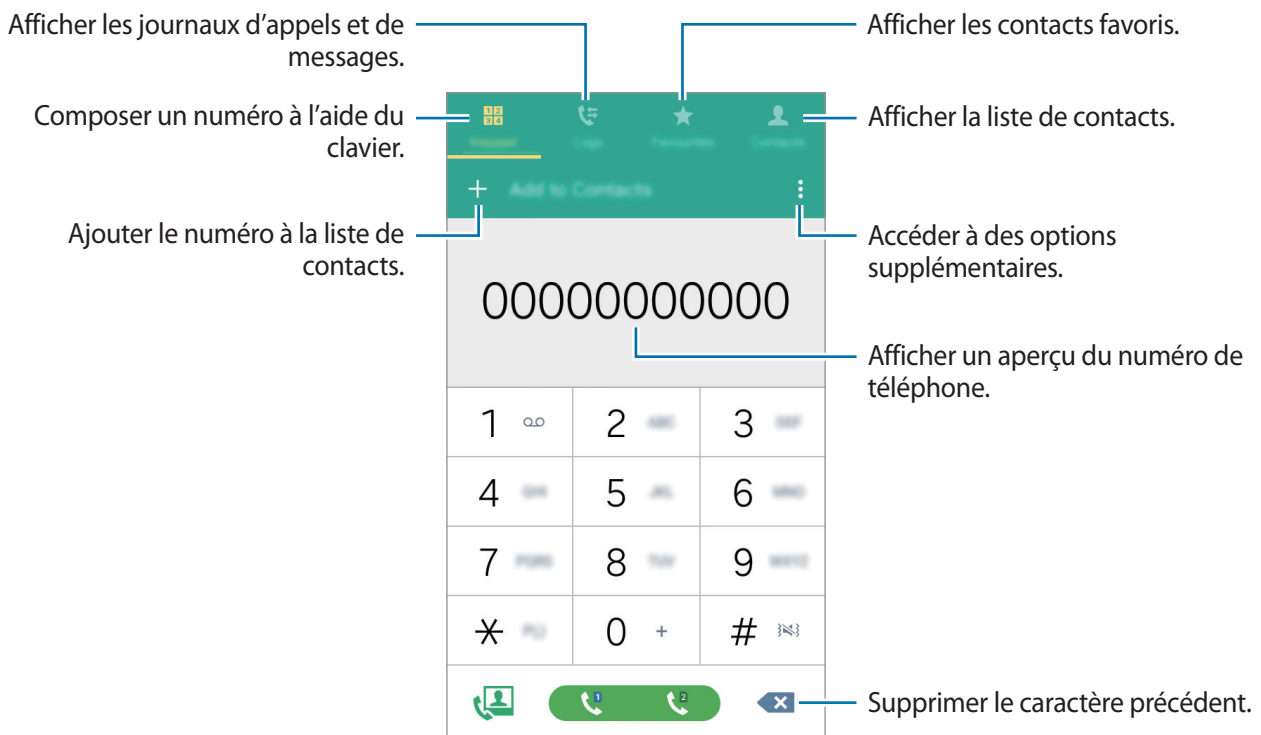 Afficher les journaux d'appels et de
messages.
Afficher les contacts favoris.
Composer un numéro à l'aide du
clavier.
Afficher la liste de contacts.
Add to Contacts
Ajouter le numéro à la liste de
contacts.
Accéder à des options
supplémentaires.
00000000000
Afficher un aperçu du numéro de
téléphone.
1 2 3
4 5 6
7 8 9
* 0 + #
1 2
Supprimer le caractère précédent.